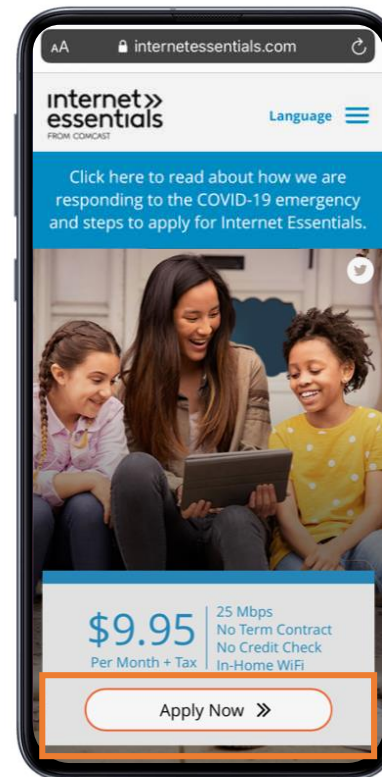 AA internetessentials.com
internet»
essentials
FROM COMCAST
Language
Click here to read about how we are
responding to the COVID-19 emergency
and steps to apply for Internet Essentials.
$9.95
Per Month + Tax
25 Mbps
No Term Contract
No Credit Check
In-Home WiFi
Apply Now »